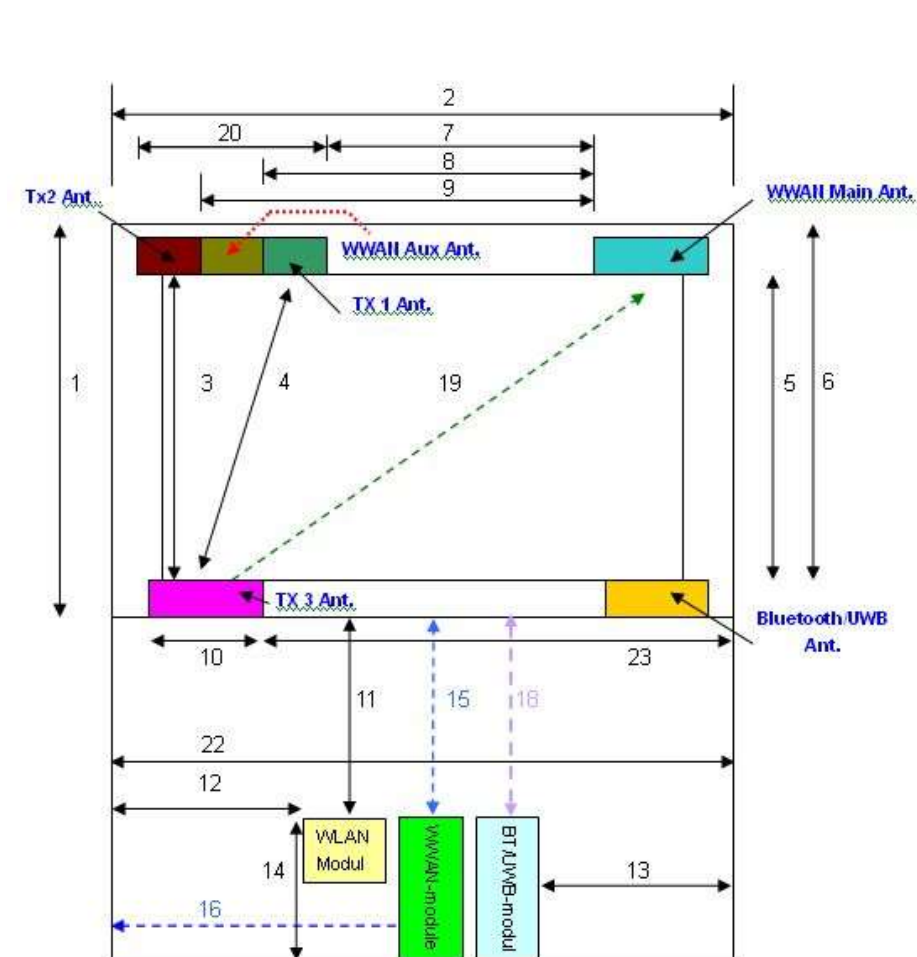 2
20
7
8
9
Tx2 Ant.
WWAN Main Ant.
WWAN Aux Ant.
TX 1 Ant.
1
3
4
19
5
6
TX 3 Ant.
Bluetooth/UWB
Ant.
10
23
11
15
18
22
12
WLAN
Modul
WWAN-module
BT/UWB-modul
14
13
16